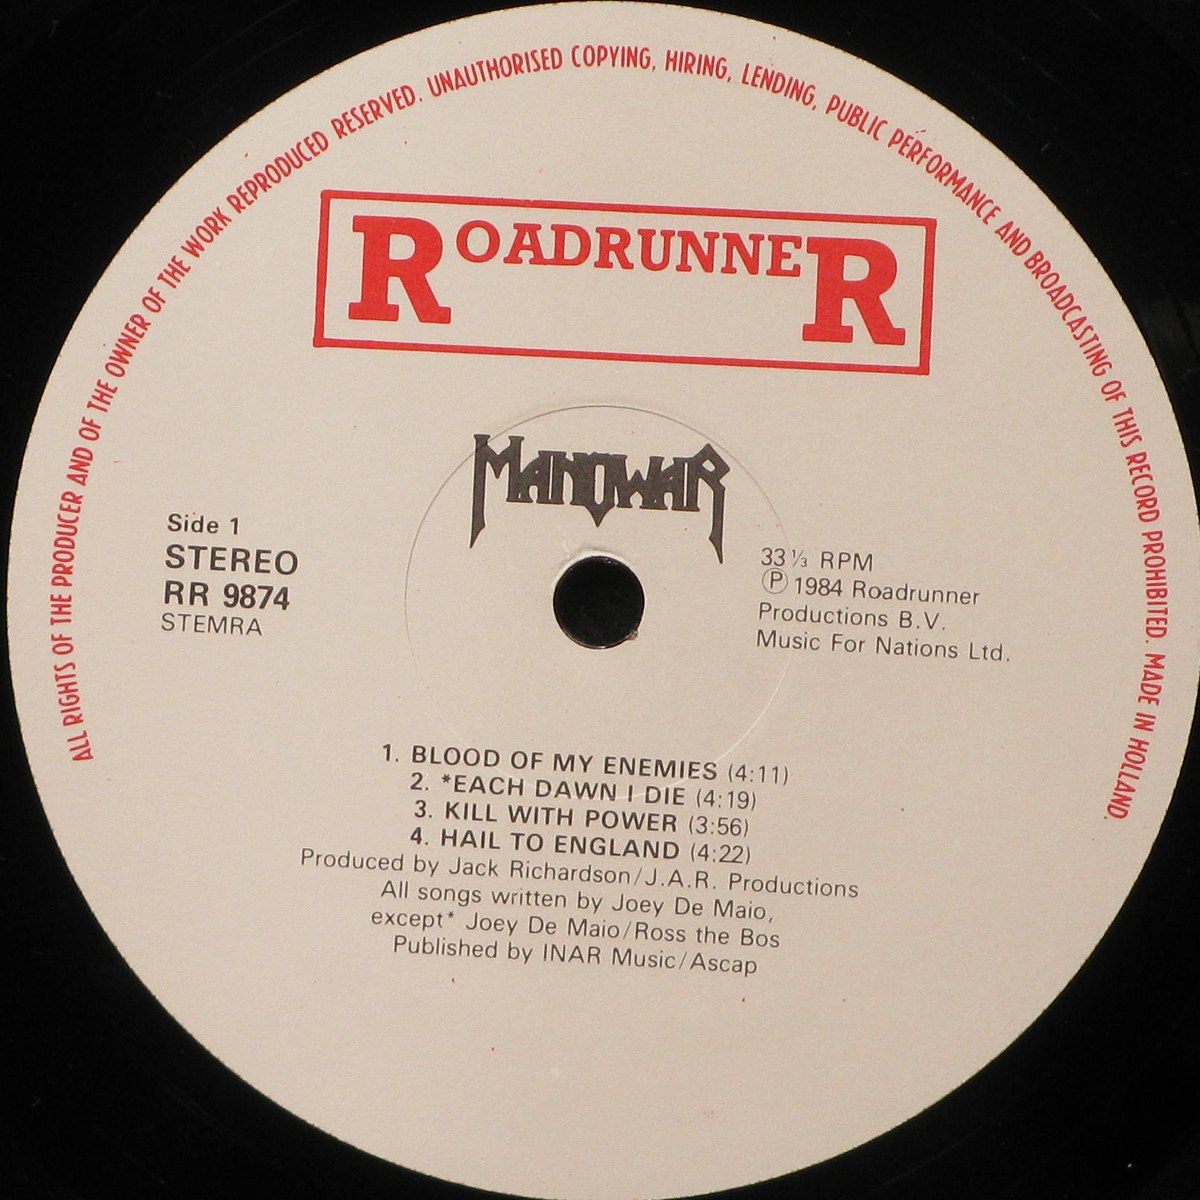 ALL RIGHTS OF THE PRODUCER AND OF THE OWNER OF THE WORK REPRODUCED RESERVED. UNAUTHORISED COPYING, HIRING, LENDING, PUBLIC PERFORMANCE AND BROADCASTING OF THIS RECORD PROHIBITED. MADE IN HOLLAND.
ROADRUNNER
MANOWAR
Side 1
STEREO
RR 9874
STEMRA
33 ⅓ RPM
Ⓟ 1984 Roadrunner
Productions B.V.
Music For Nations Ltd.
1. BLOOD OF MY ENEMIES (4:11)
2. *EACH DAWN I DIE (4:19)
3. KILL WITH POWER (3:56)
4. HAIL TO ENGLAND (4:22)
Produced by Jack Richardson/J.A.R. Productions
All songs written by Joey De Maio,
except* Joey De Maio/Ross the Bos
Published by INAR Music/Ascap